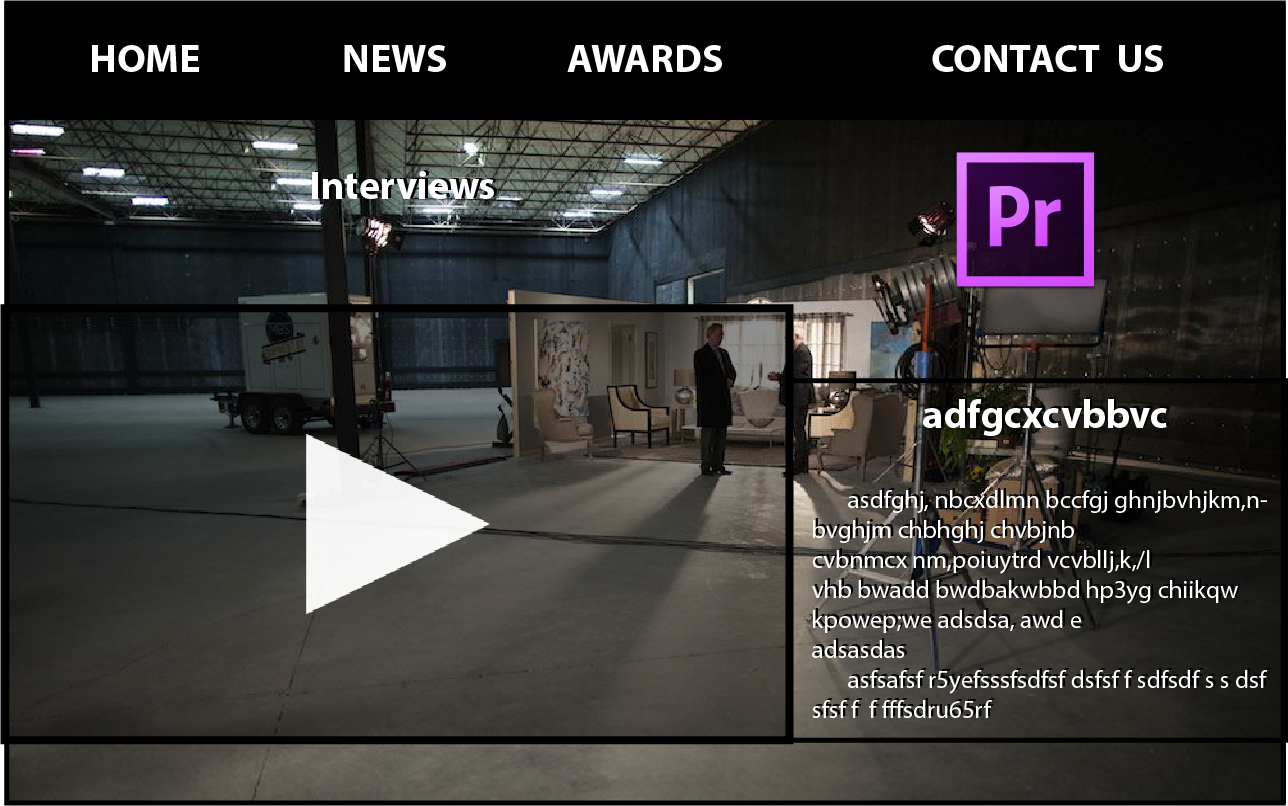 HOME NEWS AWARDS CONTACT US
Interviews
Pr
adfgcxcvbbvc
asdfghj, nbcxdlmn bccfgj ghnjbvhjkm,n-
bvghjm chbhghj chvbjnb
cvbnmcx nm,poiuytrd vcvbllj,k,/l
vhb bwadd bwdbakwbbd hp3yg chiikqw
kpowep;we adsdsa, awd e
adsasdas
asfsafsf r5yefsssfsdfsf dsfsf f sdfsdf s s dsf
sfsf f f fffsdru65rf